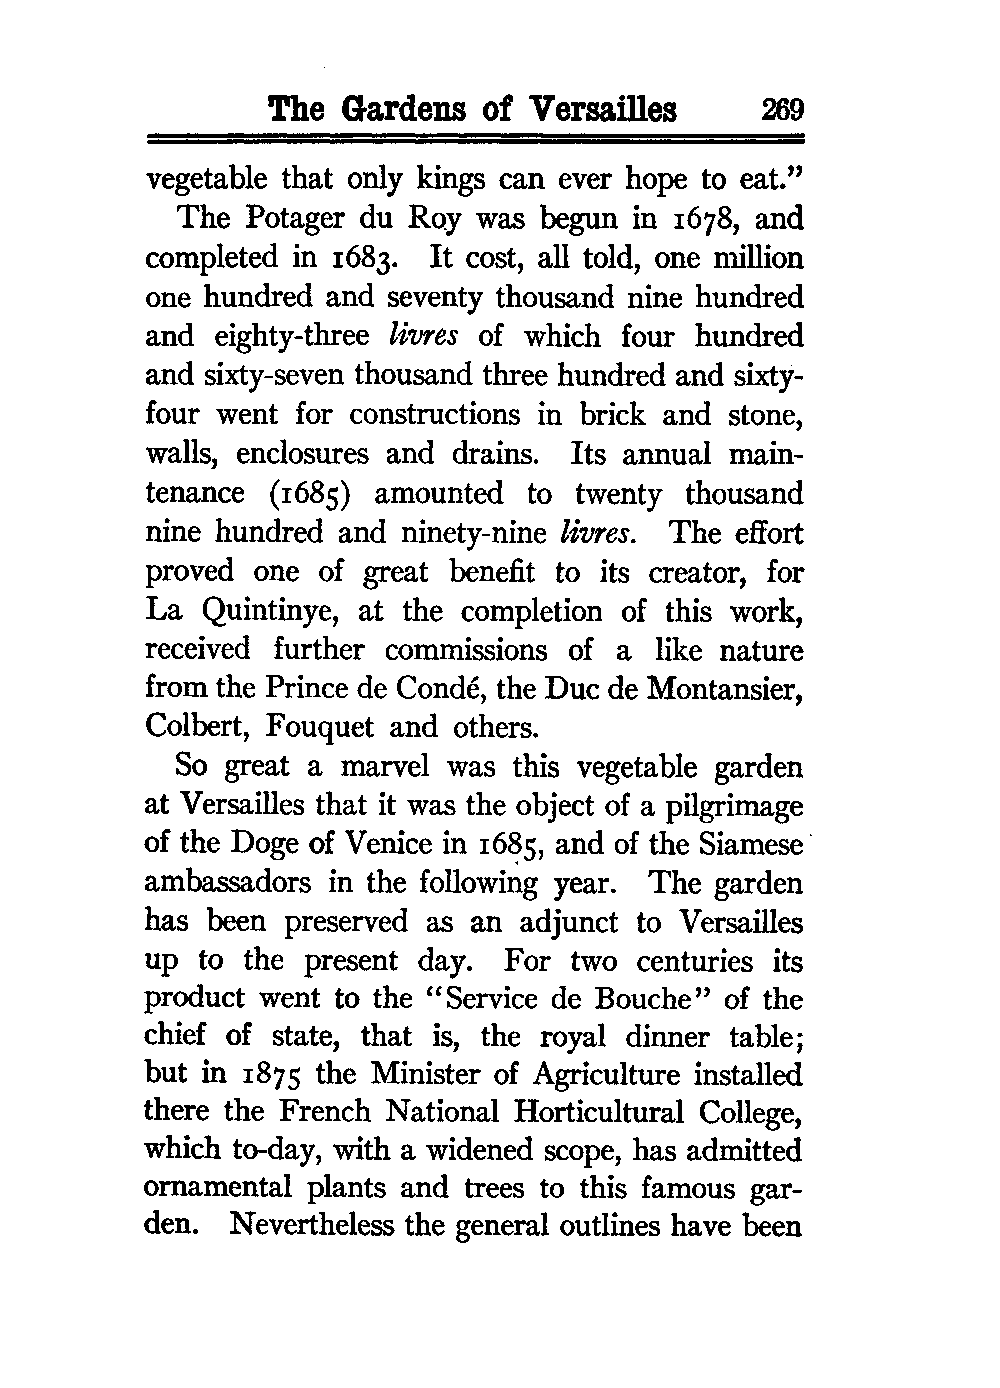 The Gardens of Versailles 269
vegetable that only kings can ever hope to eat.”
The Potager du Roy was begun in 1678, and
completed in 1683. It cost, all told, one million
one hundred and seventy thousand nine hundred
and eighty-three livres of which four hundred
and sixty-seven thousand three hundred and sixty-
four went for constructions in brick and stone,
walls, enclosures and drains. Its annual main-
tenance (1685) amounted to twenty thousand
nine hundred and ninety-nine livres. The effort
proved one of great benefit to its creator, for
La Quintinye, at the completion of this work,
received further commissions of a like nature
from the Prince de Condé, the Duc de Montansier,
Colbert, Fouquet and others.
So great a marvel was this vegetable garden
at Versailles that it was the object of a pilgrimage
of the Doge of Venice in 1685, and of the Siamese
ambassadors in the following year. The garden
has been preserved as an adjunct to Versailles
up to the present day. For two centuries its
product went to the “Service de Bouche” of the
chief of state, that is, the royal dinner table;
but in 1875 the Minister of Agriculture installed
there the French National Horticultural College,
which to-day, with a widened scope, has admitted
ornamental plants and trees to this famous gar-
den. Nevertheless the general outlines have been